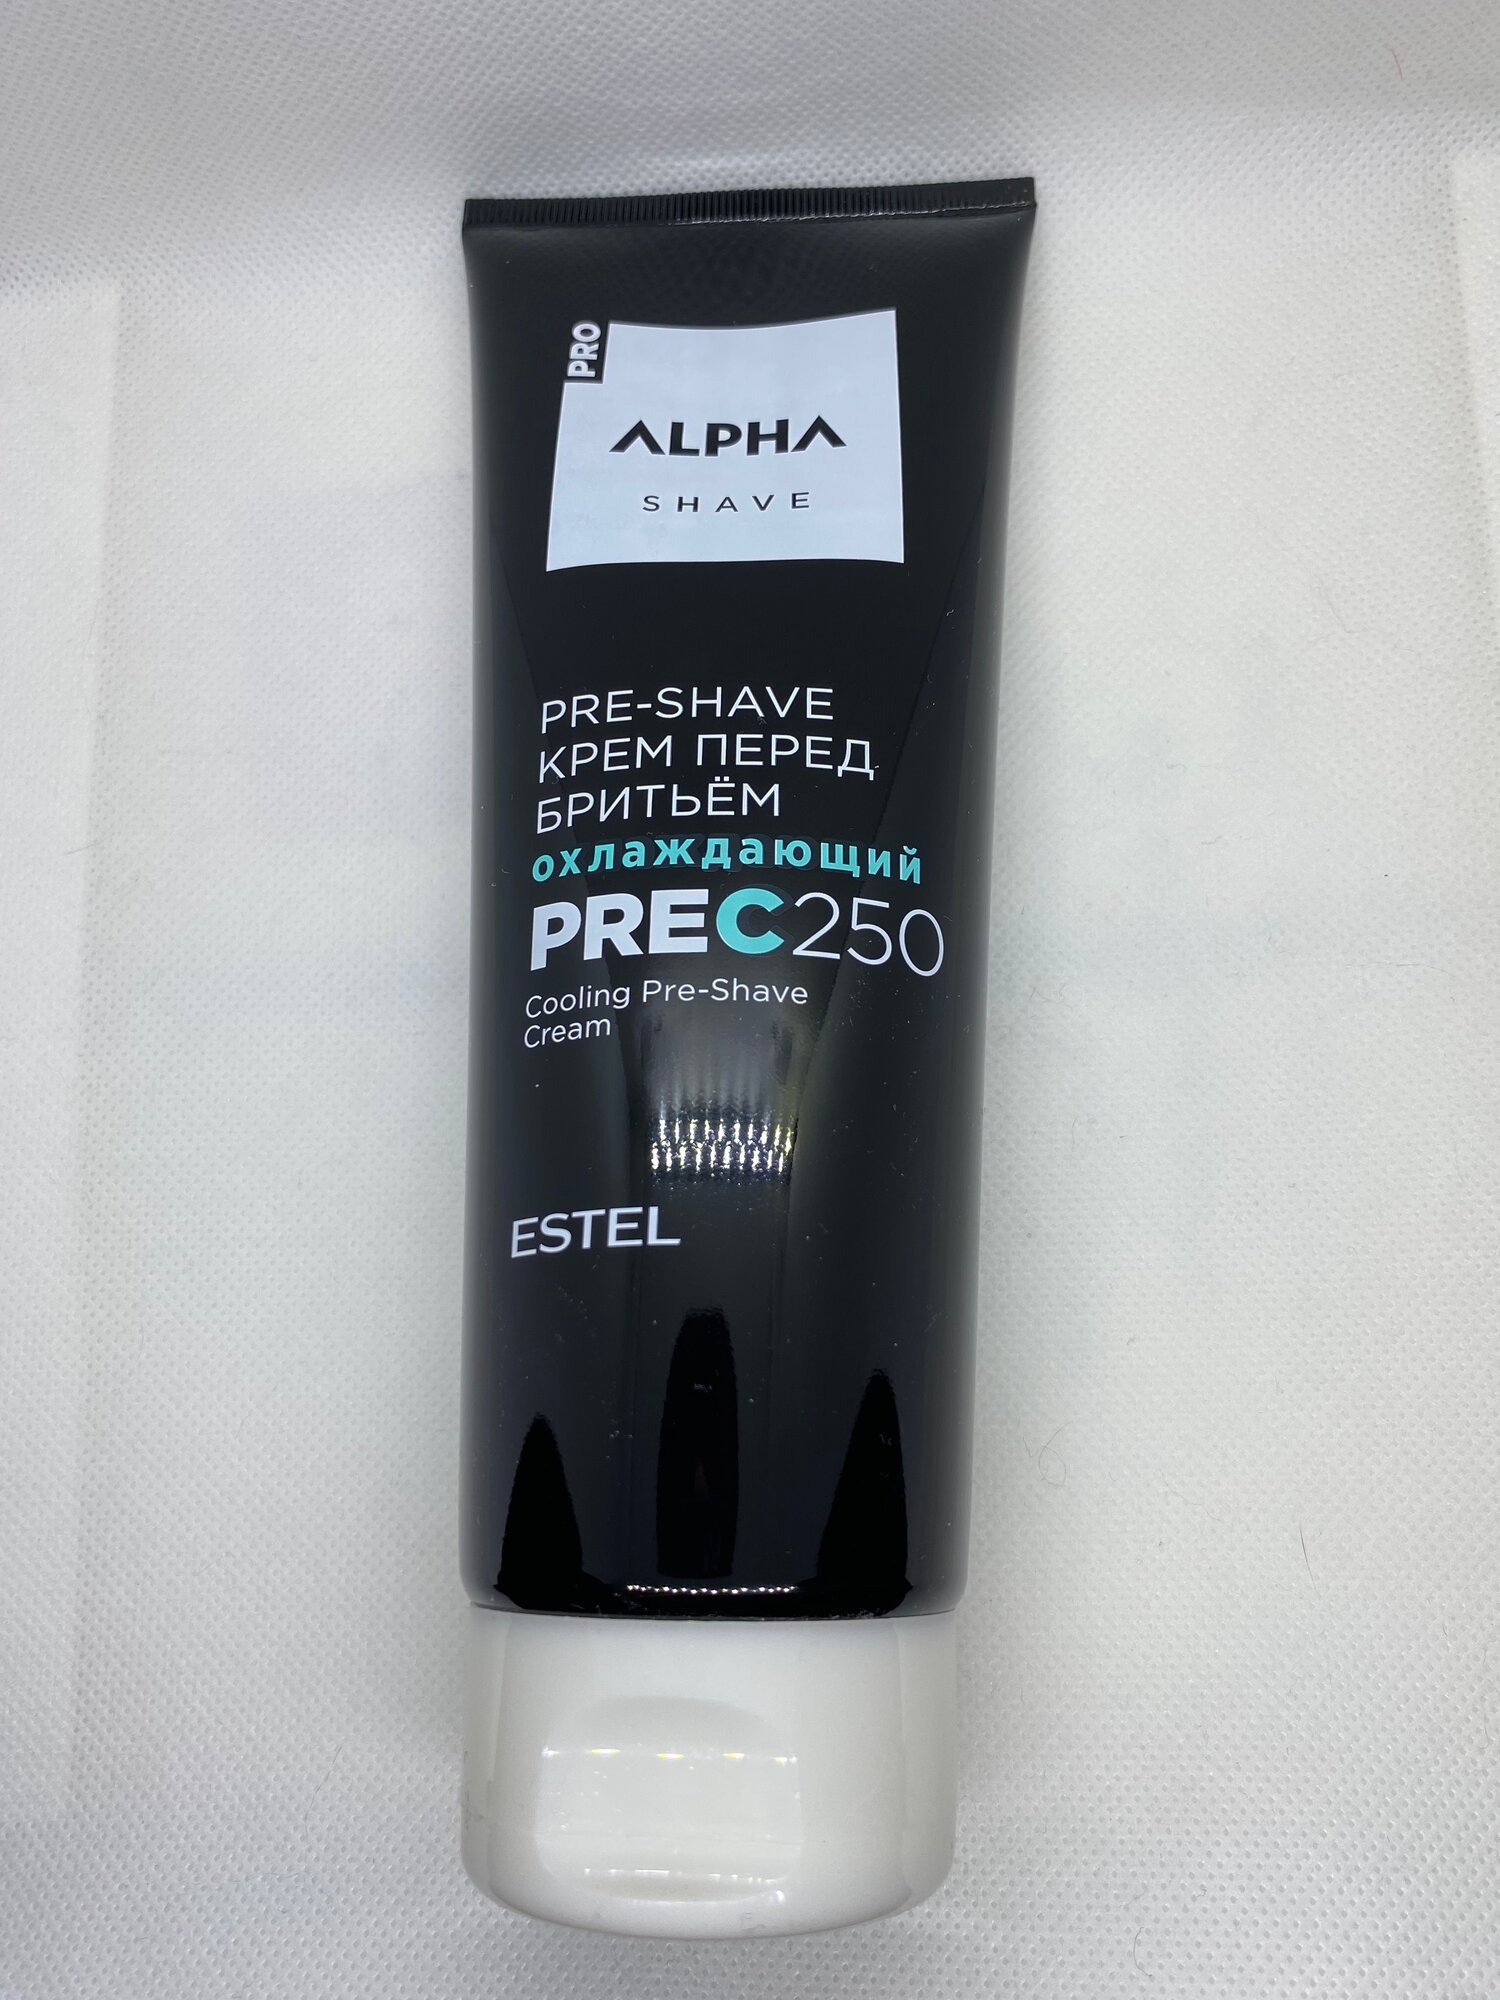 PRO
ALPHA
SHAVE
PRE-SHAVE
КРЕМ ПЕРЕД
БРИТЬЁМ
охлаждающий
PREC250
Cooling Pre-Shave
Cream
ESTEL